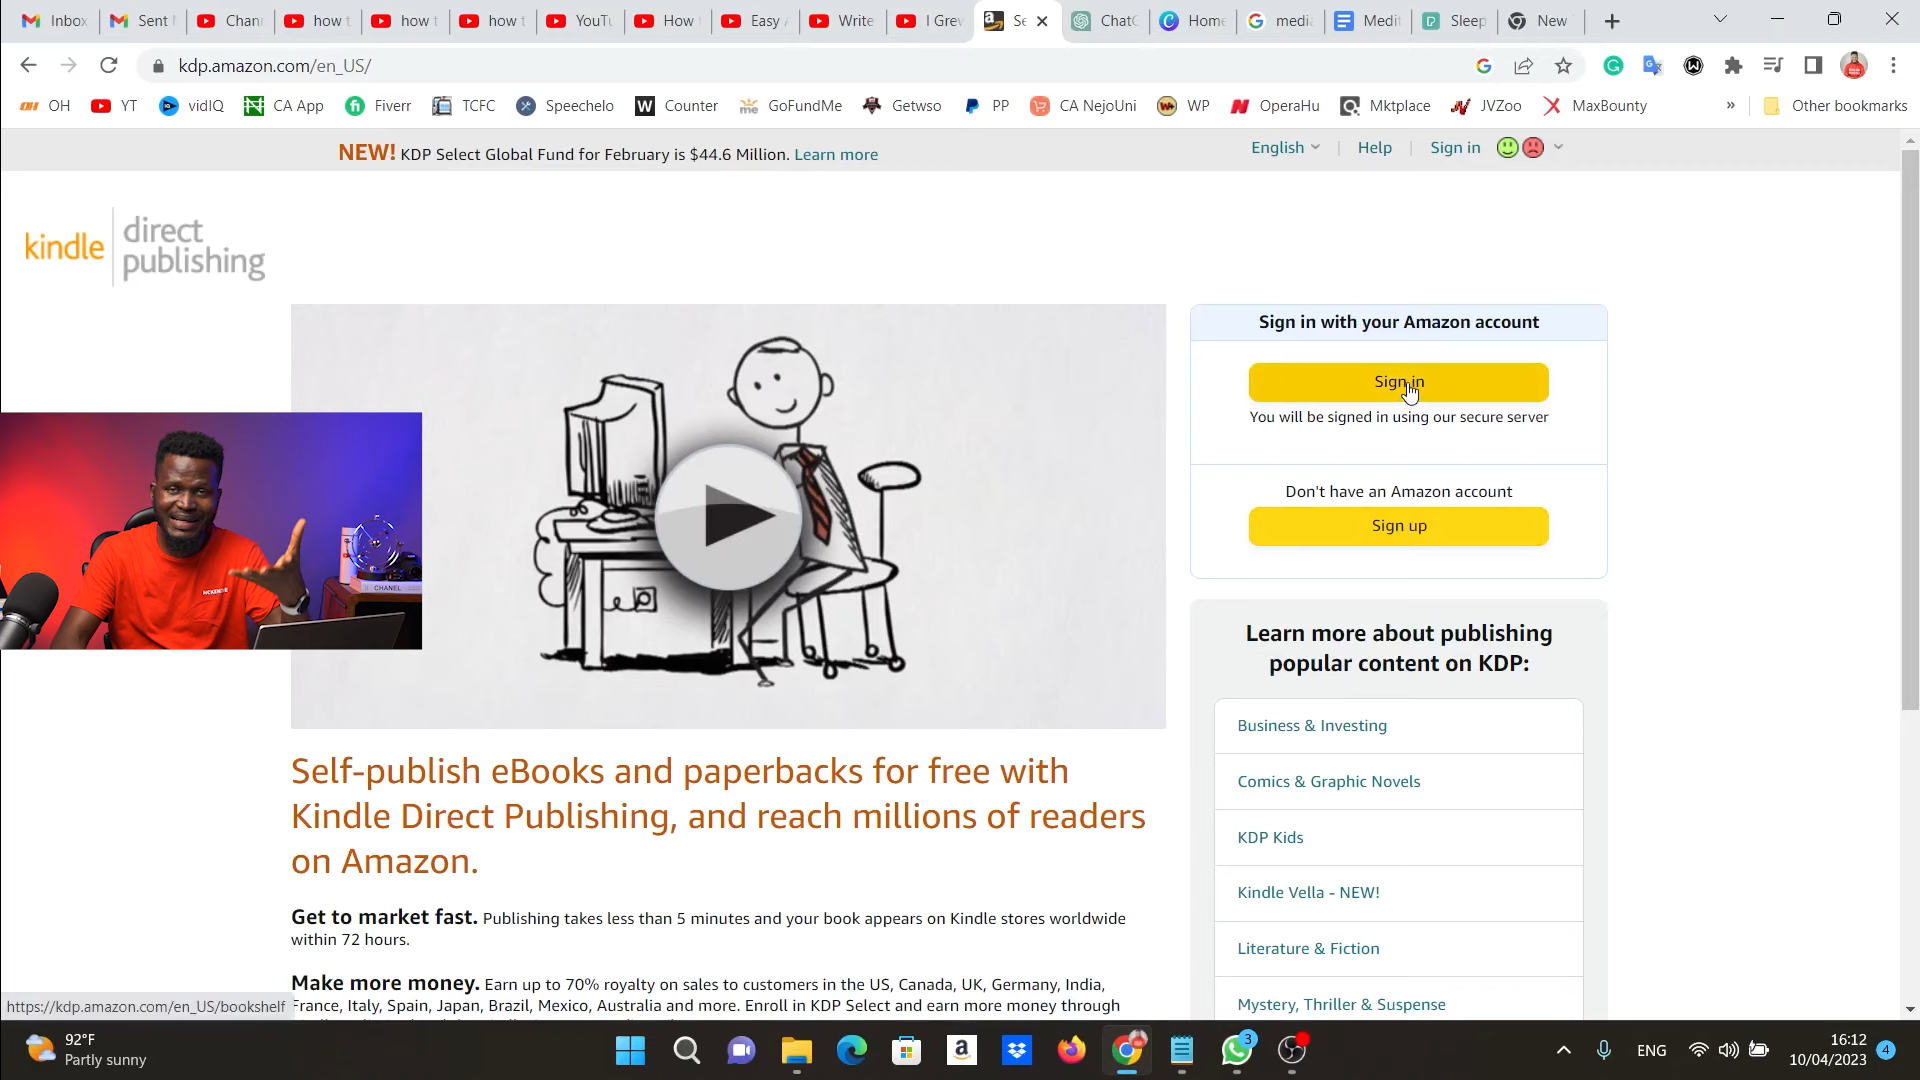 Inbox
Sent
Chann
how t
how t
how t
YouTu
How
Easy
Write
I Grew
Se
ChatG
Home
medi
Medit
Sleep
New
kdp.amazon.com/en_US/
OH
YT
vidIQ
CA App
Fiverr
TCFC
Speechelo
Counter
GoFundMe
Getwso
PP
CA NejoUni
WP
OperaHu
Mktplace
JVZoo
MaxBounty
»
Other bookmarks
NEW! KDP Select Global Fund for February is $44.6 Million. Learn more
English
Help
Sign in
kindle
direct
publishing
Sign in with your Amazon account
Sign in
You will be signed in using our secure server
Don't have an Amazon account
Sign up
CHANEL
Learn more about publishing
popular content on KDP:
Business & Investing
Comics & Graphic Novels
KDP Kids
Kindle Vella - NEW!
Literature & Fiction
Mystery, Thriller & Suspense
Self-publish eBooks and paperbacks for free with
Kindle Direct Publishing, and reach millions of readers
on Amazon.
Get to market fast. Publishing takes less than 5 minutes and your book appears on Kindle stores worldwide
within 72 hours.
Make more money. Earn up to 70% royalty on sales to customers in the US, Canada, UK, Germany, India,
France, Italy, Spain, Japan, Brazil, Mexico, Australia and more. Enroll in KDP Select and earn more money through
https://kdp.amazon.com/en_US/bookshelf
92°F
Partly sunny
3
ENG
16:12
10/04/2023
4